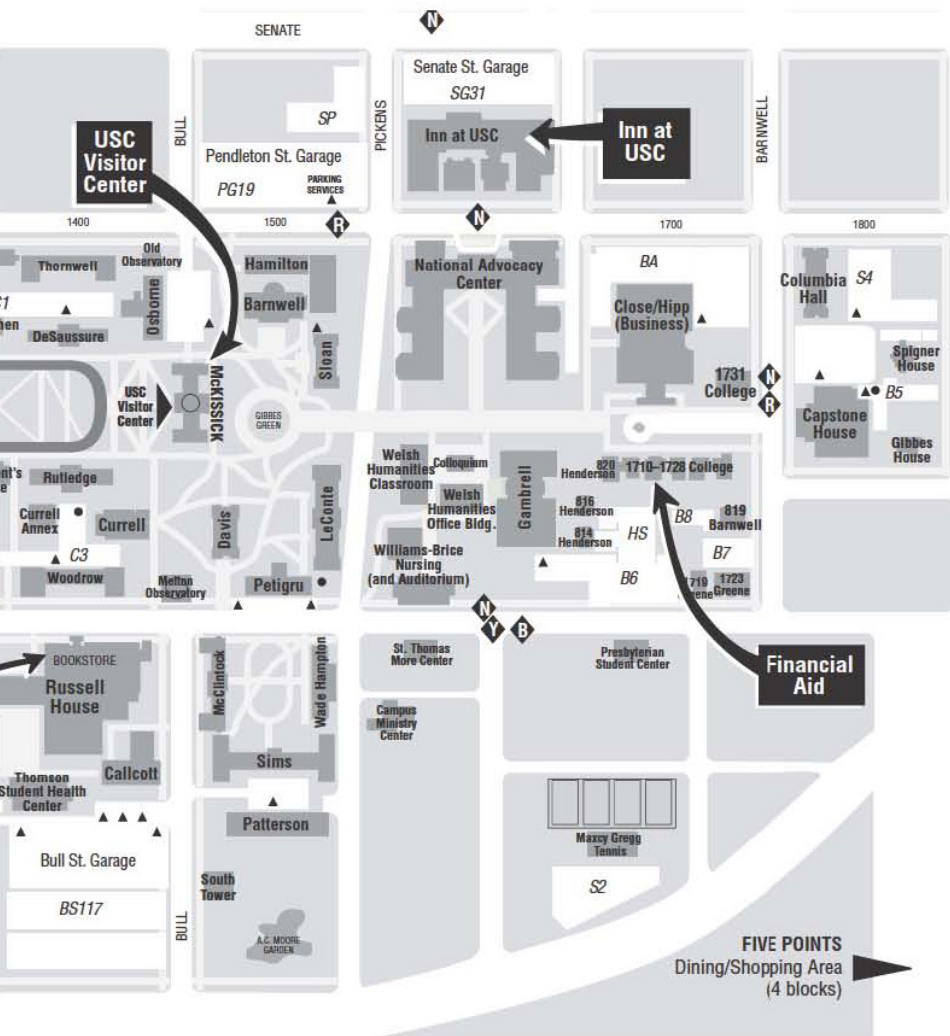 N
SENATE
Senate St. Garage
SG31
SP
BULL
PICKENS
BARNWELL
USC
Visitor
Center
Inn at USC
Inn at
USC
Pendleton St. Garage
PG19
PARKING
SERVICES
1400
1500
R
N
1700
1800
Old
Observatory
Thornwell
Hamilton
National Advocacy
Center
BA
Columbia
Hall
S4
Osborne
Barnwell
Close/Hipp
(Business)
DeSaussure
Sloan
Spigner
House
McKISSICK
USC
Visitor
Center
1731
College
N
R
B5
GIBBES
GREEN
Capstone
House
Gibbes
House
Welsh
Humanities
Classroom
Colloquium
Gambrell
820
Henderson
1710–1728 College
Rutledge
LeConte
Welsh
Humanities
Office Bldg.
816
Henderson
B8
819
Barnwell
Currell
Annex
Currell
Davis
814
Henderson
HS
C3
Williams-Brice
Nursing
(and Auditorium)
B7
Woodrow
Melton
Observatory
Petigru
B6
1719
Greene
1723
Greene
N
Y
B
BOOKSTORE
Russell
House
McClintock
Wade Hampton
St. Thomas
More Center
Presbyterian
Student Center
Financial
Aid
Campus
Ministry
Center
Sims
Callcott
Thomson
Student Health
Center
Patterson
Maxcy Gregg
Tennis
Bull St. Garage
South
Tower
S2
BS117
BULL
A.C. MOORE
GARDEN
FIVE POINTS
Dining/Shopping Area
(4 blocks)